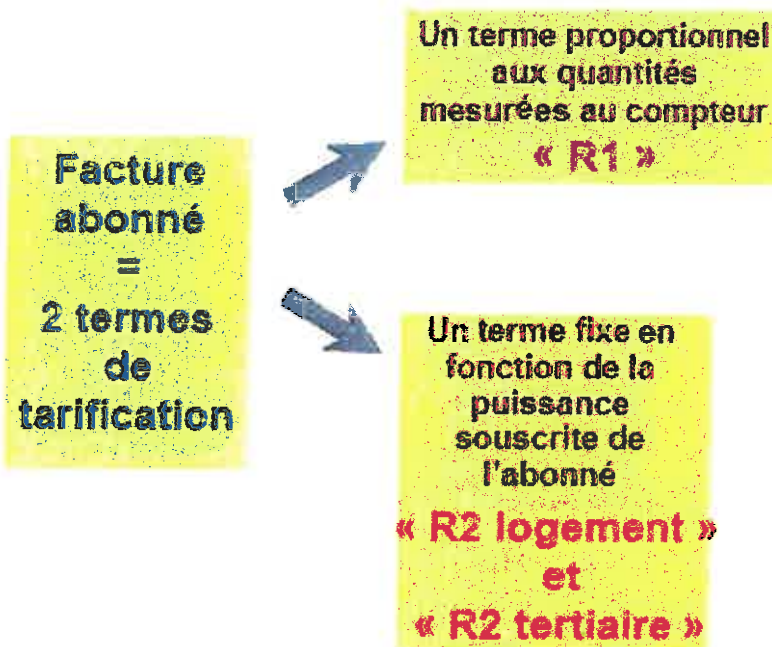 Facture
abonné
=
2 termes
de
tarification
Un terme proportionnel
aux quantités
mesurées au compteur
« R1 »
Un terme fixe en
fonction de la
puissance
souscrite de
l'abonné
« R2 logement »
et
« R2 tertiaire »